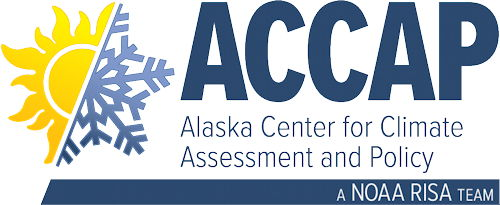 ACCAP
Alaska Center for Climate
Assessment and Policy
A NOAA RISA TEAM